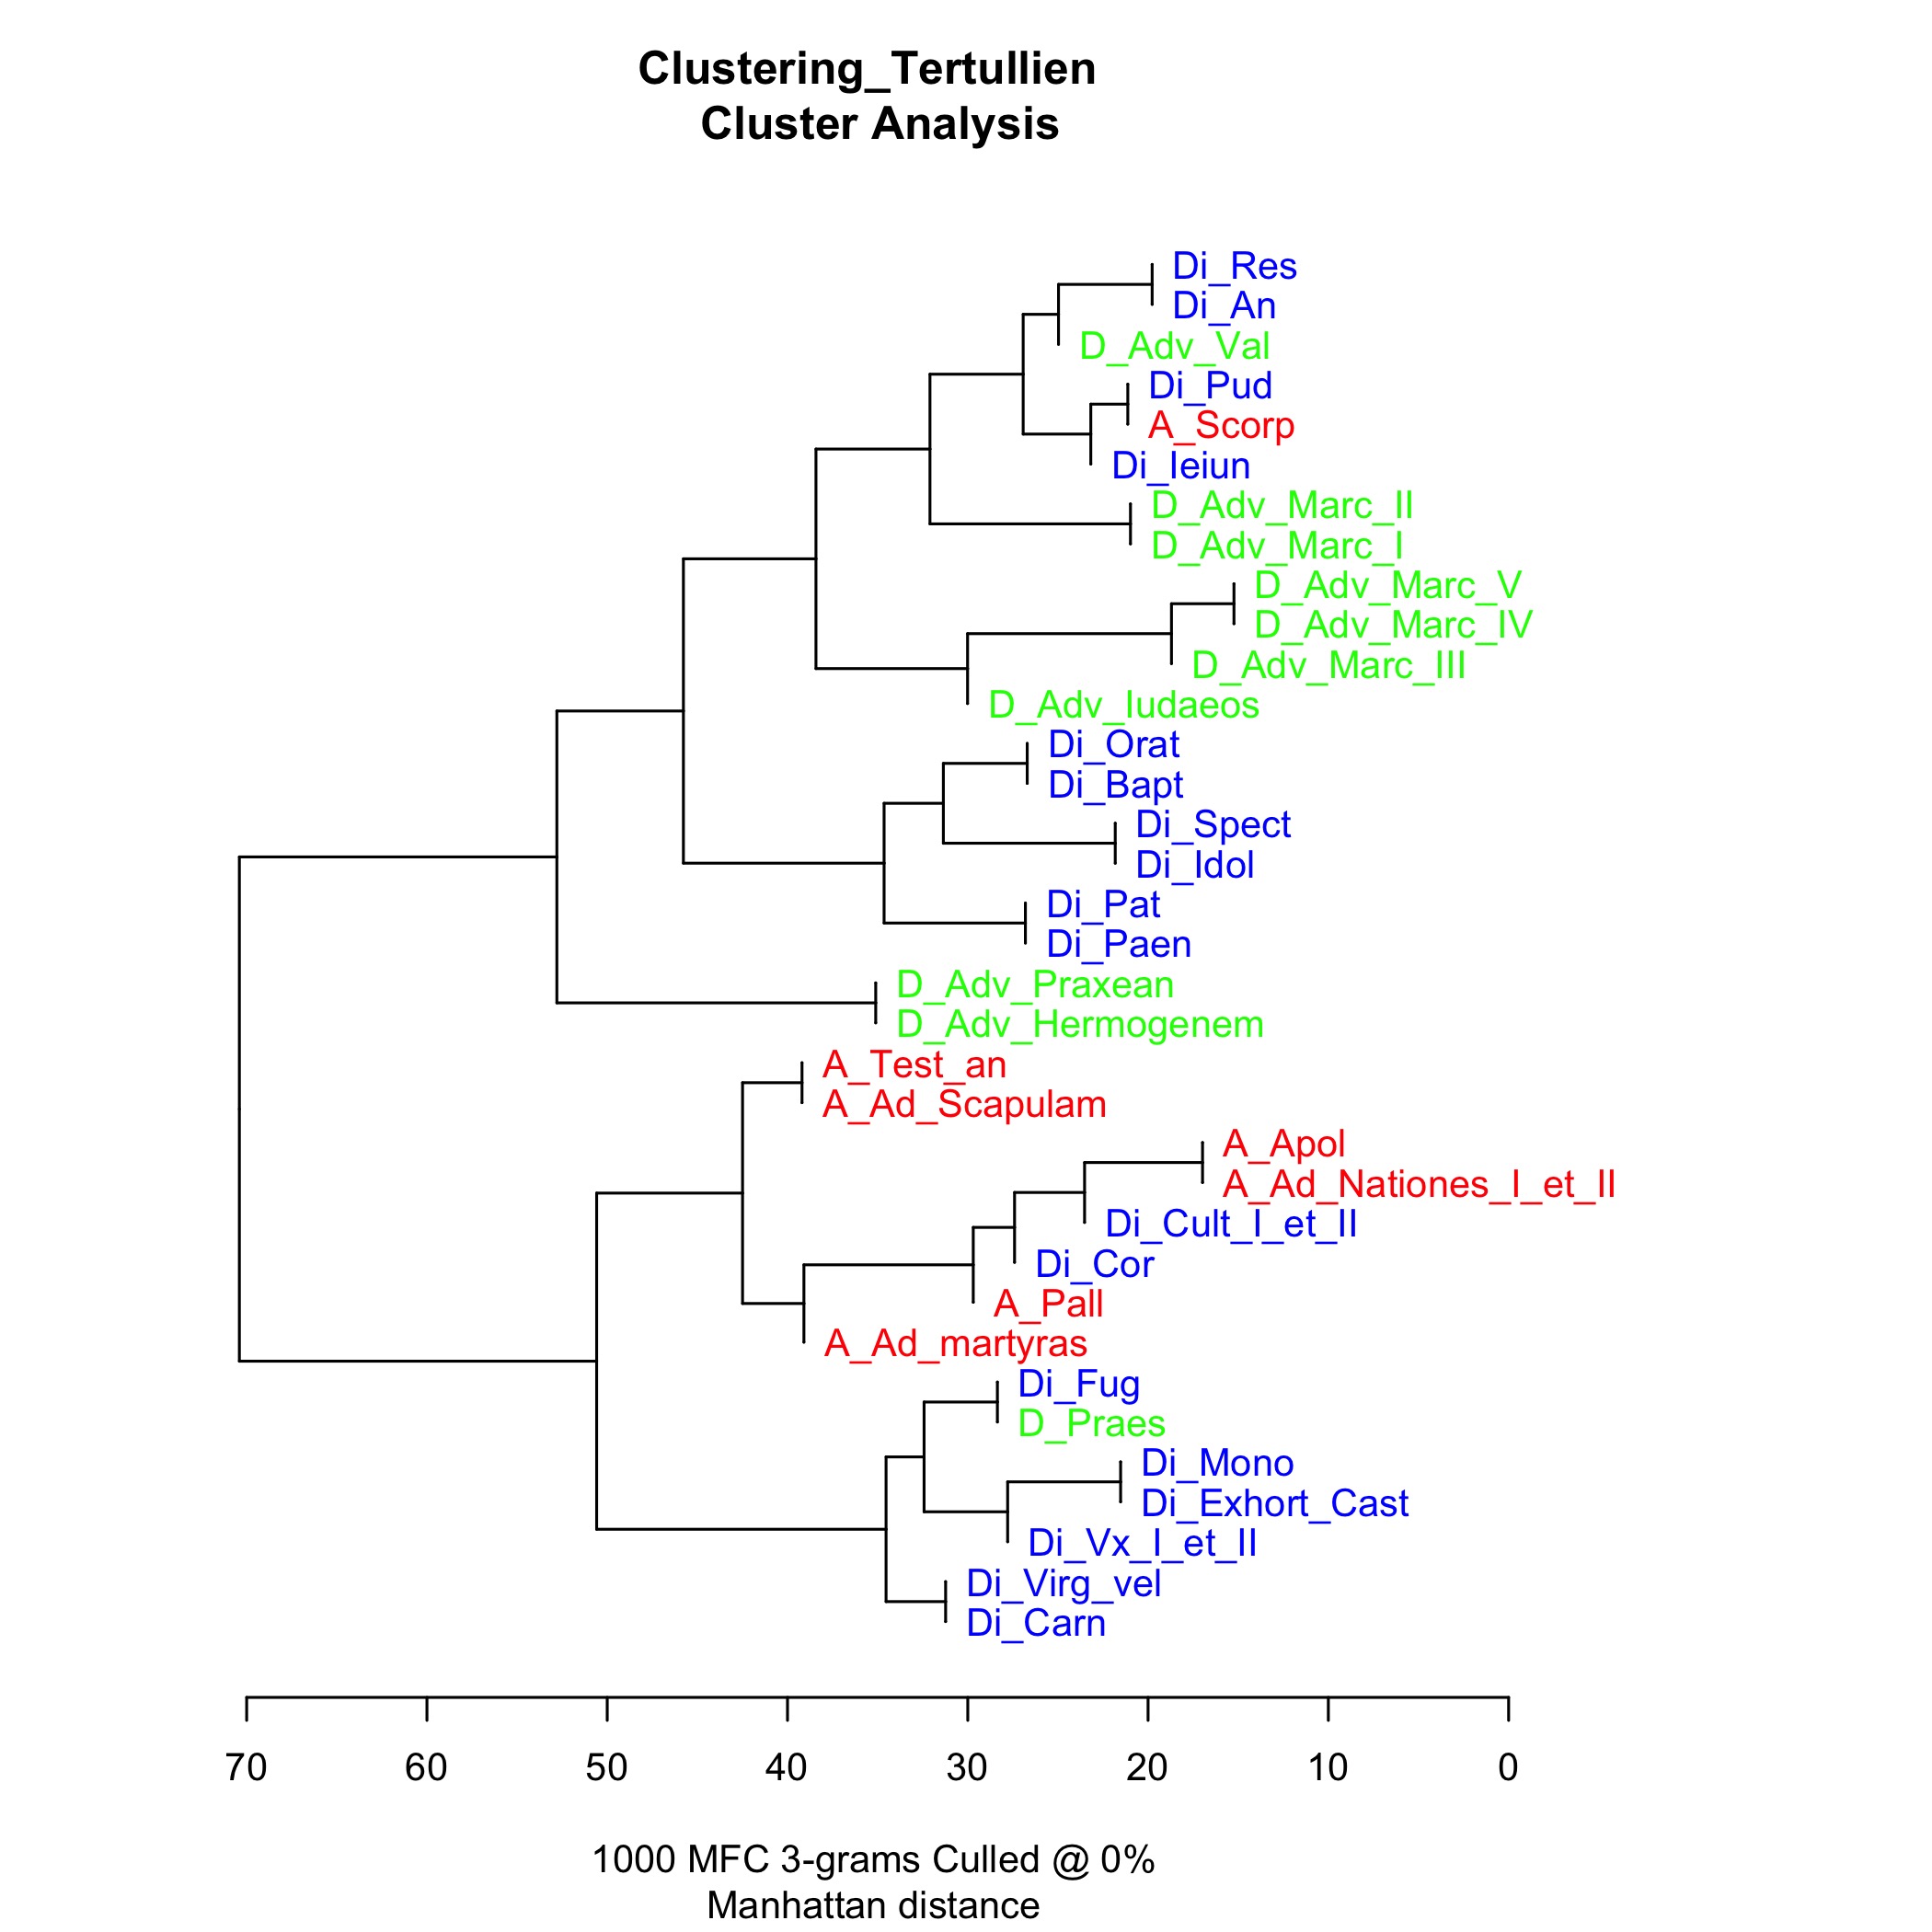 Clustering_Tertullien
Cluster Analysis
Di_Res
Di_An
D_Adv_Val
Di_Pud
A_Scorp
Di_Ieiun
D_Adv_Marc_II
D_Adv_Marc_I
D_Adv_Marc_V
D_Adv_Marc_IV
D_Adv_Marc_III
D_Adv_Iudaeos
Di_Orat
Di_Bapt
Di_Spect
Di_Idol
Di_Pat
Di_Paen
D_Adv_Praxean
D_Adv_Hermogenem
A_Test_an
A_Ad_Scapulam
A_Apol
A_Ad_Nationes_I_et_II
Di_Cult_I_et_II
Di_Cor
A_Pall
A_Ad_martyras
Di_Fug
D_Praes
Di_Mono
Di_Exhort_Cast
Di_Vx_I_et_II
Di_Virg_vel
Di_Carn
70 60 50 40 30 20 10 0
1000 MFC 3-grams Culled @ 0%
Manhattan distance